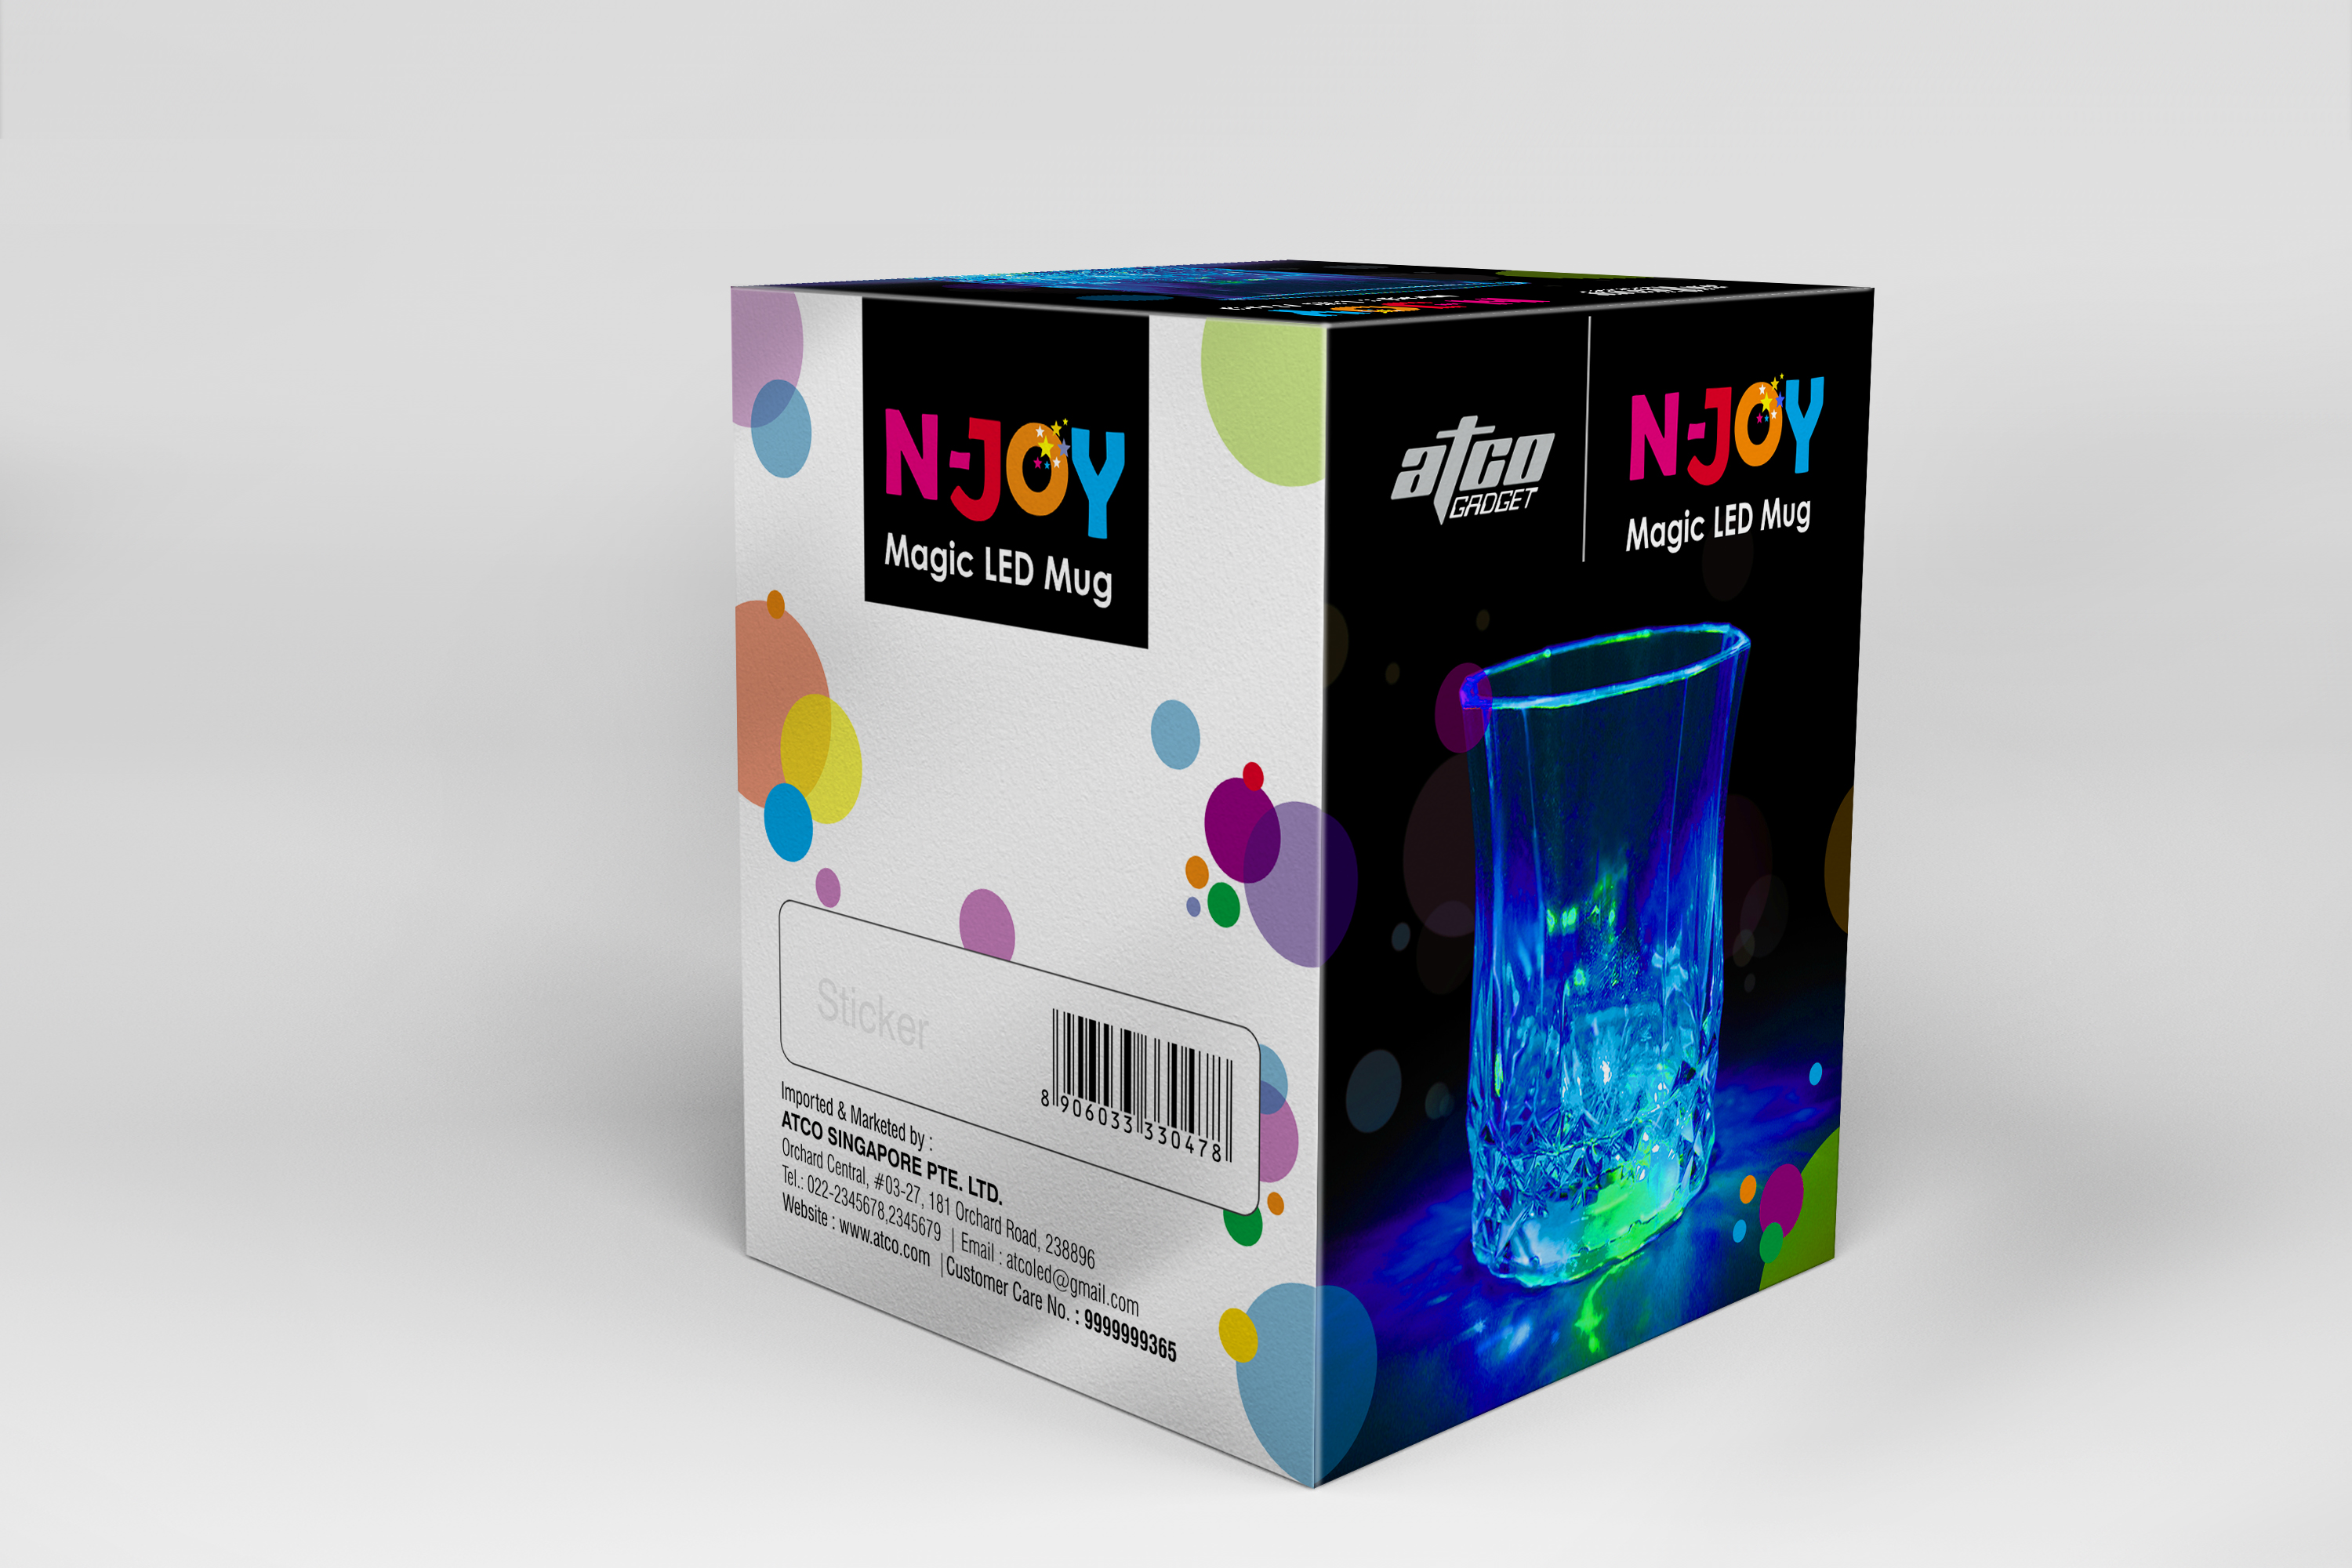 N-JOY
Magic LED Mug
Sticker
8 906033 330478
Imported & Marketed by :
ATCO SINGAPORE PTE. LTD.
Orchard Central, #03-27, 181 Orchard Road, 238896
Tel.: 022-2345678,2345679 | Email : atcoled@gmail.com
Website : www.atco.com |Customer Care No. : 9999999365
atco
GADGET
N-JOY
Magic LED Mug